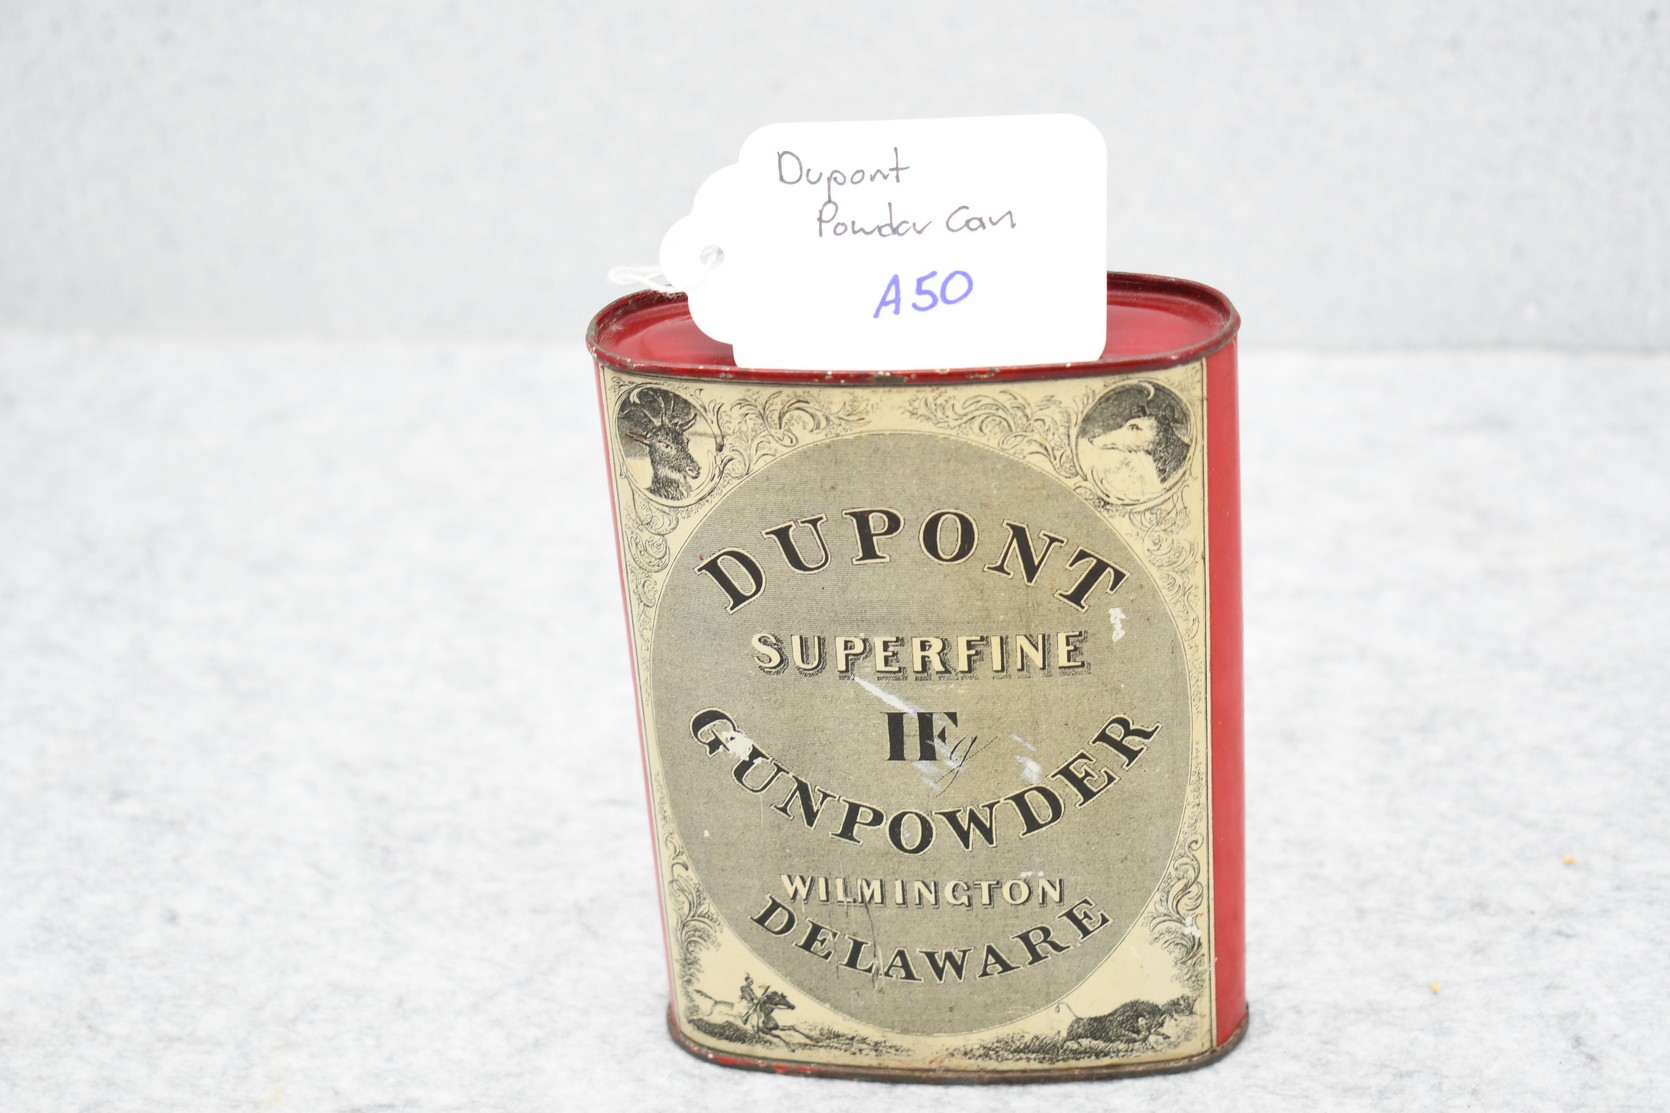 Dupont
Powder Can
A50
DUPONT
SUPERFINE
IFg
GUNPOWDER
WILMINGTON
DELAWARE